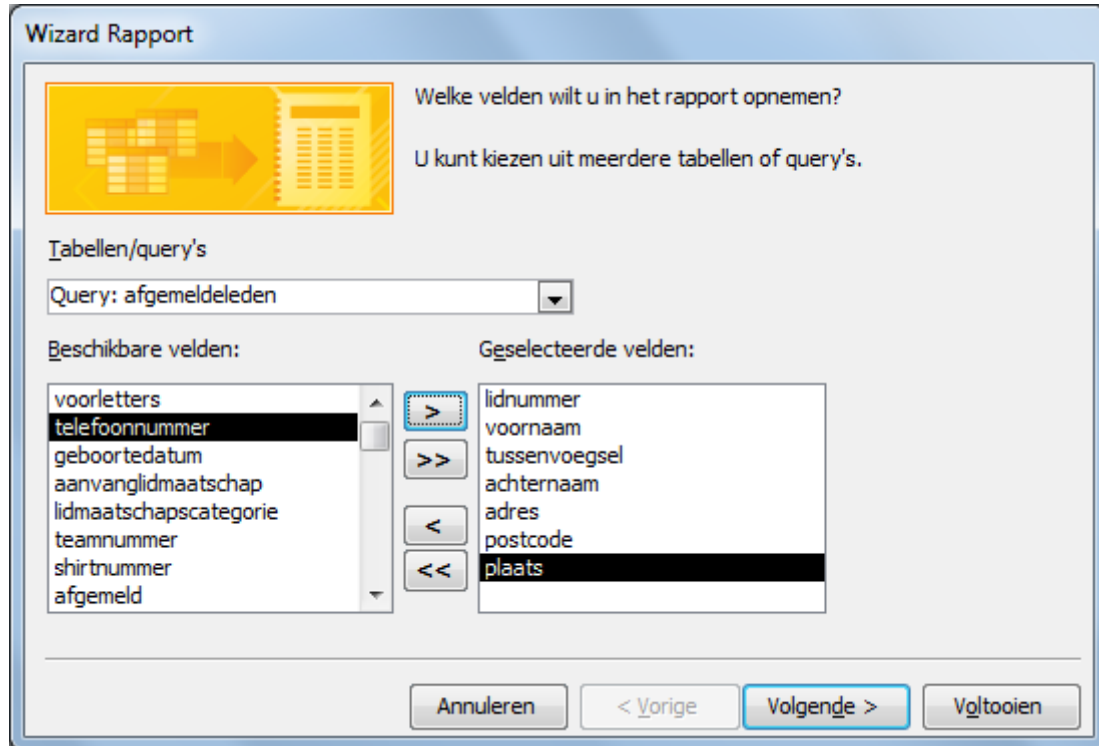 Wizard Rapport
Welke velden wilt u in het rapport opnemen?
U kunt kiezen uit meerdere tabellen of query's.
Tabellen/query's
Query: afgemeldeleden
Beschikbare velden:
voorletters
telefoonnummer
geboortedatum
aanvanglidmaatschap
lidmaatschapscategorie
teamnummer
shirtnummer
afgemeld
>
>>
<
<<
Geselecteerde velden:
lidnummer
voornaam
tussenvoegsel
achternaam
adres
postcode
plaats
Annuleren
< Vorige
Volgende >
Voltooien